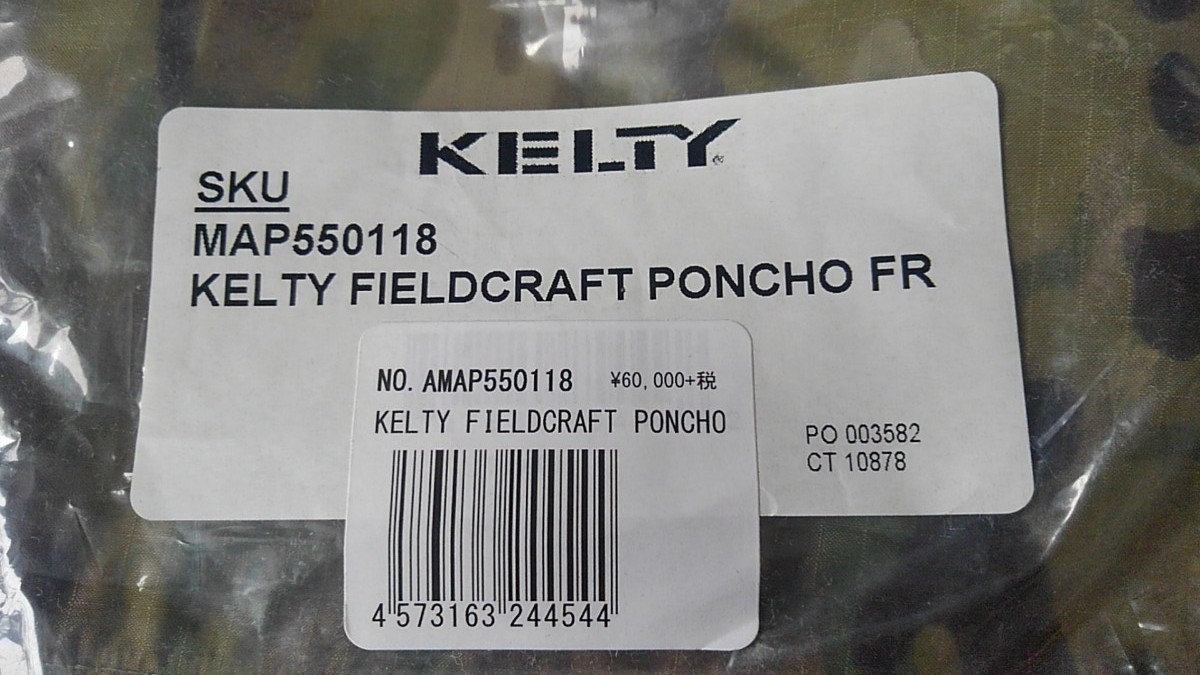 KELTY®
SKU
MAP550118
KELTY FIELDCRAFT PONCHO FR
NO. AMAP550118 ¥60,000+税
KELTY FIELDCRAFT PONCHO
4 573163 244544
PO 003582
CT 10878